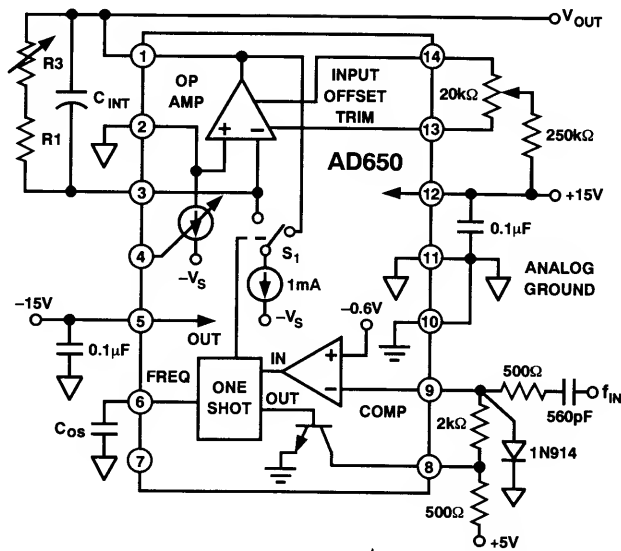 VOUT
R3
CINT
R1
1
OP
AMP
INPUT
OFFSET
TRIM
14
20kΩ
2
+
–
13
250kΩ
AD650
3
12
+15V
0.1µF
4
–VS
S1
1mA
–VS
11
ANALOG
GROUND
–15V
5
OUT
–0.6V
10
0.1µF
FREQ
IN
+
–
9
500Ω
560pF
fIN
6
ONE
SHOT
OUT
COMP
2kΩ
COS
1N914
7
8
500Ω
+5V